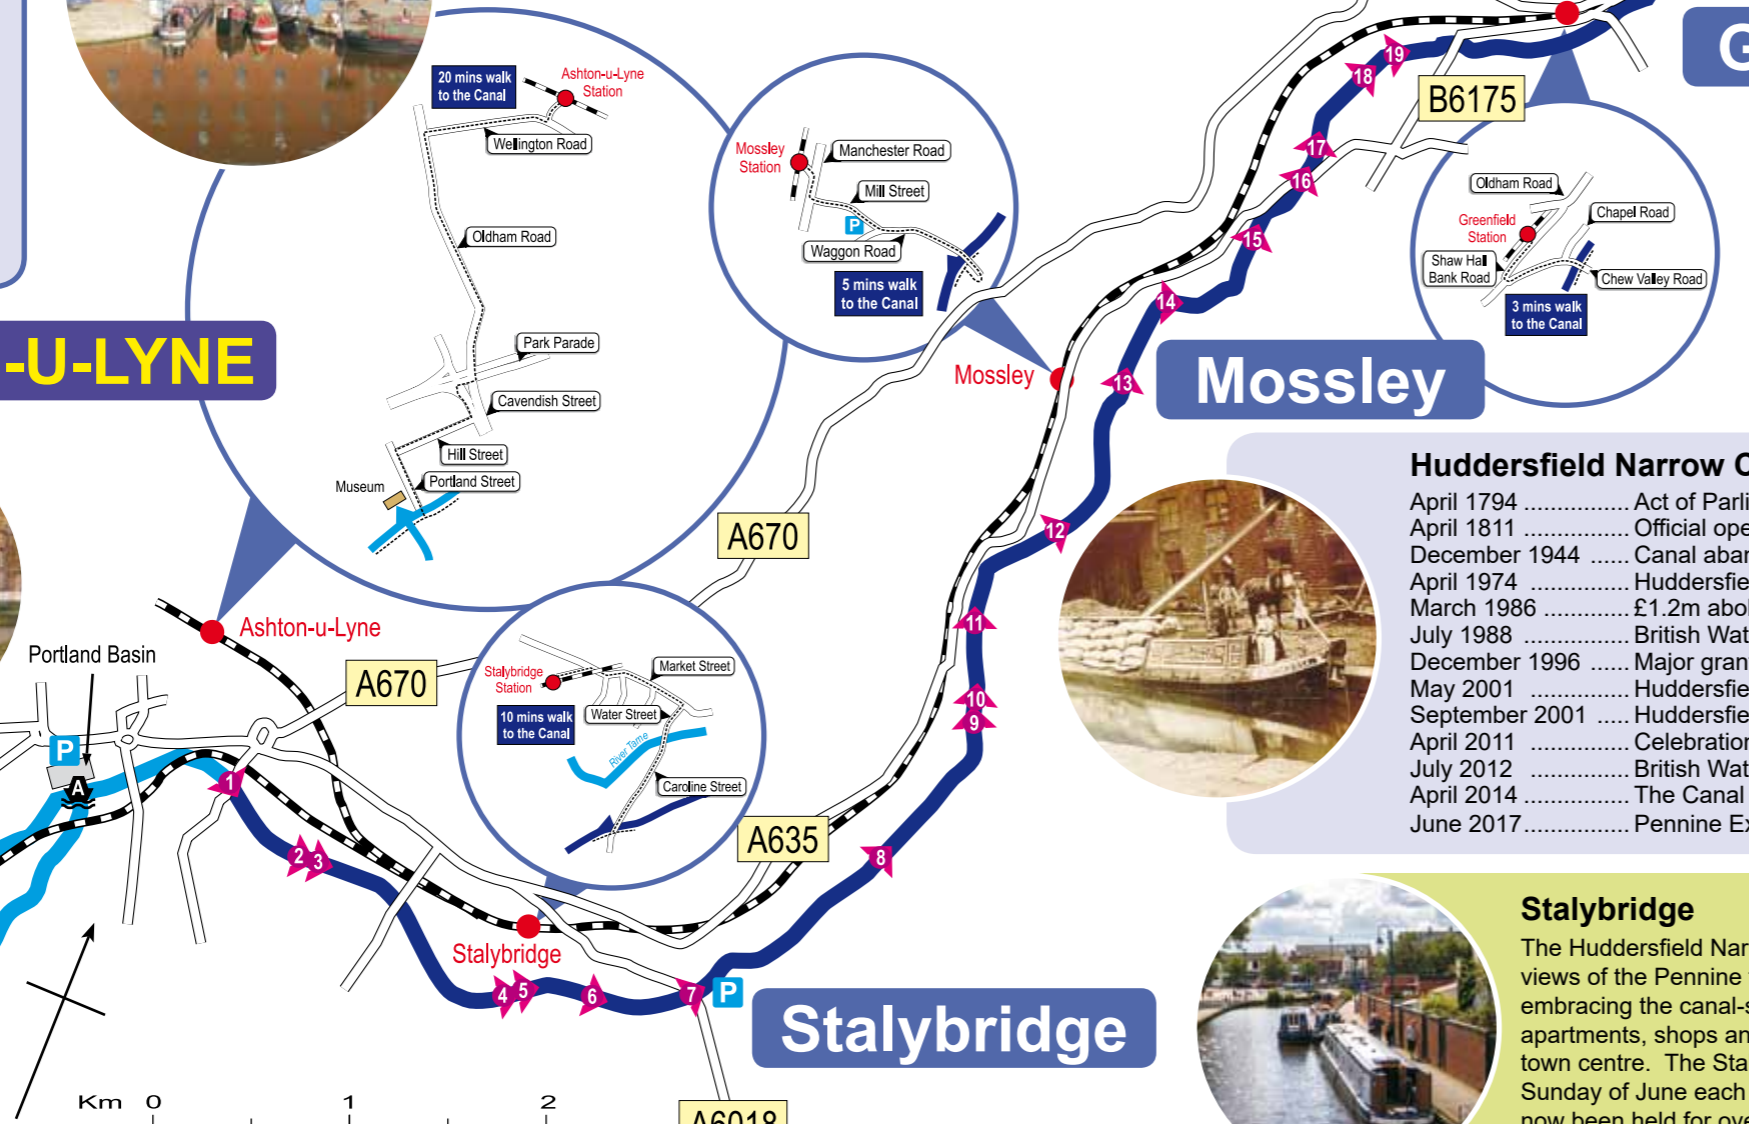 20 mins walk
to the Canal
Ashton-u-Lyne
Station
Wellington Road
Oldham Road
Park Parade
Cavendish Street
Hill Street
Portland Street
Museum
-U-LYNE
Mossley
Station
Manchester Road
Mill Street
P
Waggon Road
5 mins walk
to the Canal
G
B6175
Oldham Road
Chapel Road
Greenfield
Station
Shaw Hall
Bank Road
Chew Valley Road
3 mins walk
to the Canal
19
18
17
16
15
14
13
12
11
10
9
8
7
6
5
4
3
2
1
Mossley
Mossley
A670
A670
A635
A6018
Ashton-u-Lyne
Portland Basin
P
A
Stalybridge
Station
Market Street
10 mins walk
to the Canal
Water Street
River Tame
Caroline Street
Stalybridge
P
Stalybridge
Km 0 1 2
Huddersfield Narrow C
April 1794 ................ Act of Parli
April 1811 ................ Official ope
December 1944 ...... Canal aban
April 1974 ................ Huddersfie
March 1986 ............. £1.2m abol
July 1988 ................ British Wat
December 1996 ...... Major gran
May 2001 ............... Huddersfie
September 2001 ..... Huddersfie
April 2011 ............... Celebration
July 2012 ............... British Wat
April 2014 ................ The Canal
June 2017................ Pennine Ex
Stalybridge
The Huddersfield Nar
views of the Pennine
embracing the canal-s
apartments, shops an
town centre. The Sta
Sunday of June each
now been held for ove